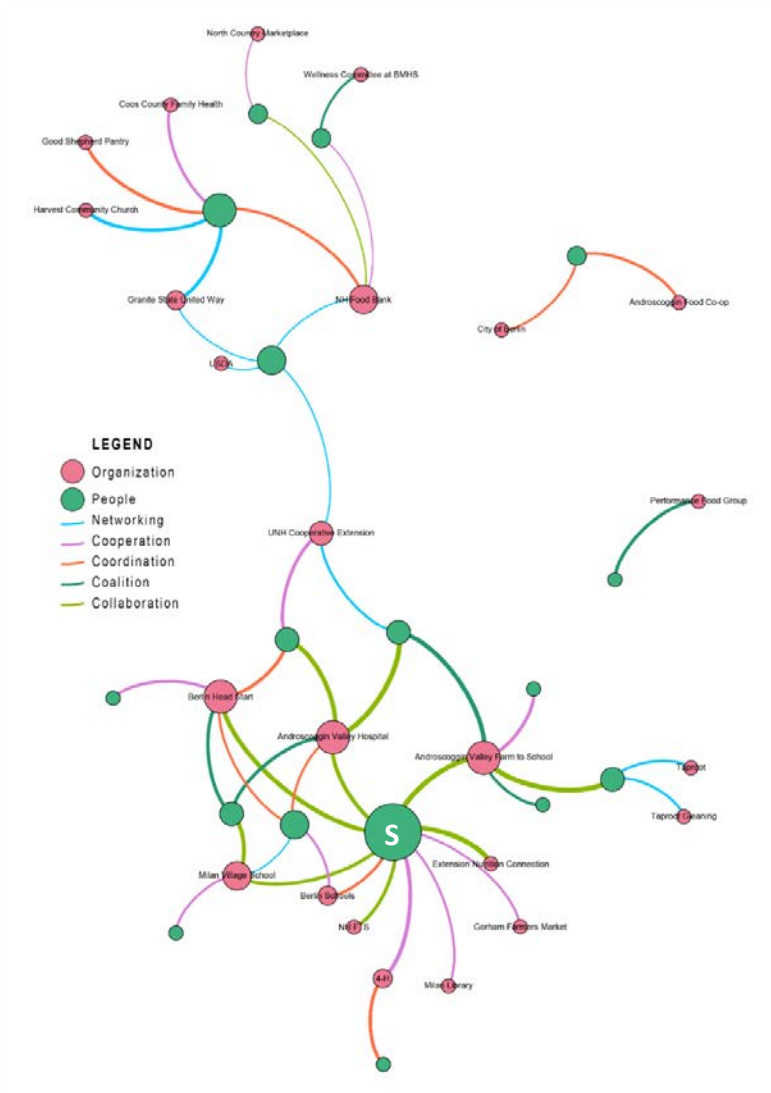 North Country Marketplace
Wellness Committee at BMHS
Coos County Family Health
Good Shepherd Pantry
Harvest Community Church
Granite State United Way
NH Food Bank
Androscoggin Food Co-op
City of Berlin
USDA
LEGEND
Organization
People
Networking
Cooperation
Coordination
Coalition
Collaboration
Performance Food Group
UNH Cooperative Extension
Berlin Head Start
Androscoggin Valley Hospital
Androscoggin Valley Farm to School
Taproot
Taproot Gleaning
S
Extension Nutrition Connection
Milan Village School
Berlin Schools
NH FTS
Gorham Farmers Market
4-H
Milan Library